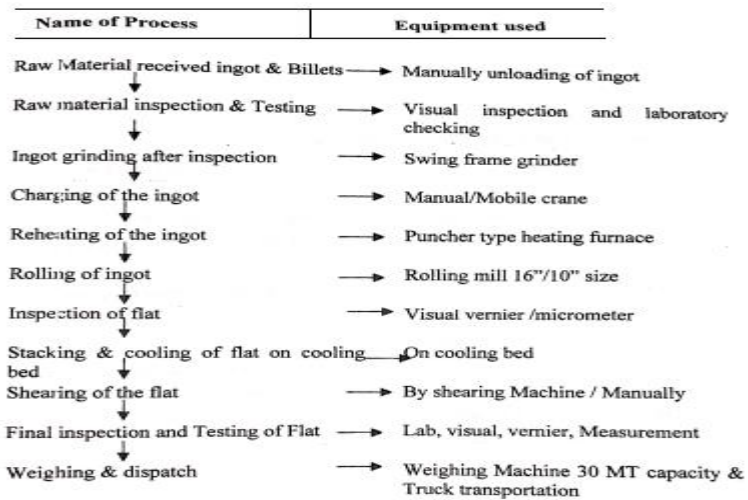 Name of Process Equipment used
Raw Material received ingot & Billets Manually unloading of ingot
Raw material inspection & Testing Visual inspection and laboratory
checking
Ingot grinding after inspection Swing frame grinder
Charging of the ingot Manual/Mobile crane
Reheating of the ingot Puncher type heating furnace
Rolling of ingot Rolling mill 16"/10" size
Inspection of flat Visual vernier /micrometer
Stacking & cooling of flat on cooling On cooling bed
bed
Shearing of the flat By shearing Machine / Manually
Final inspection and Testing of Flat Lab, visual, vernier, Measurement
Weighing & dispatch Weighing Machine 30 MT capacity &
Truck transportation